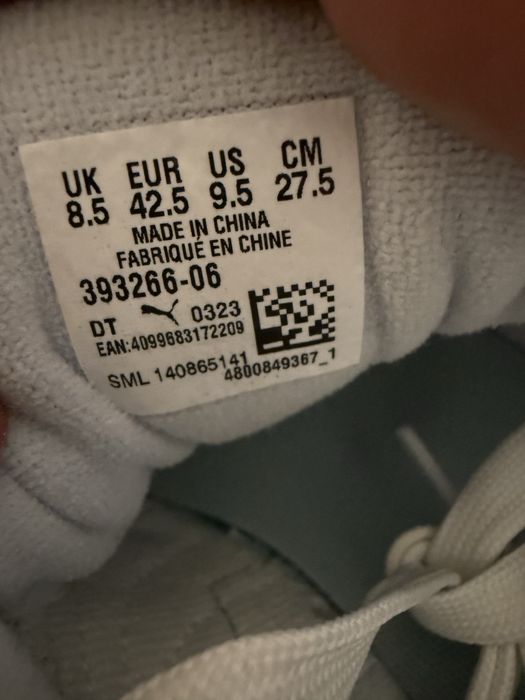 UK EUR US CM
8.5 42.5 9.5 27.5
MADE IN CHINA
FABRIQUÉ EN CHINE
393266-06
DT 0323
EAN:4099683172209
SML 140865141
4800849367_1